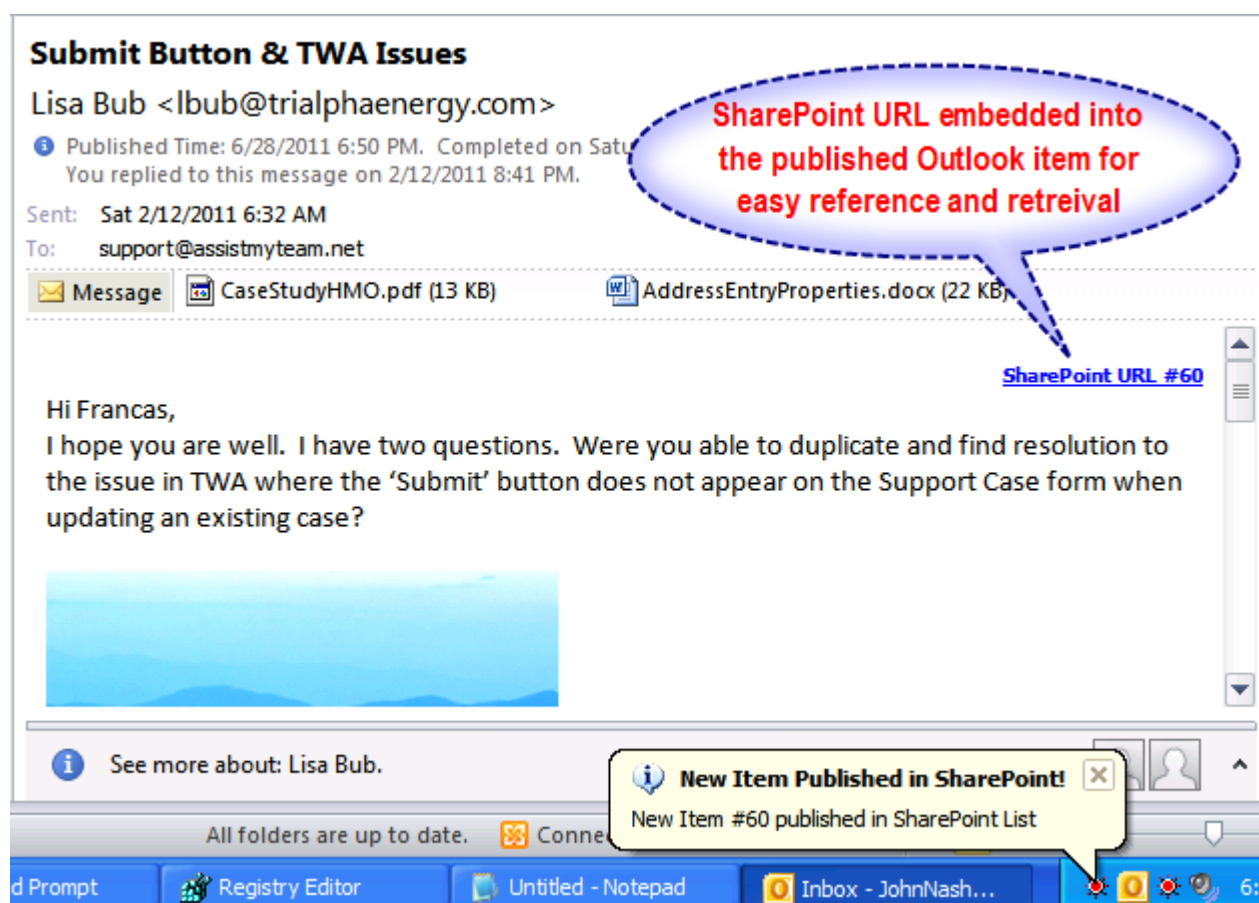 Submit Button & TWA Issues
Lisa Bub <lbub@trialphaenergy.com>
Published Time: 6/28/2011 6:50 PM. Completed on
You replied to this message on 2/12/2011 8:41 PM.
SharePoint URL embedded into
the published Outlook item for
easy reference and retreival
Sent: Sat 2/12/2011 6:32 AM
To: support@assistmyteam.net
Message CaseStudyHMO.pdf (13 KB) AddressEntryProperties.docx (22 KB)
SharePoint URL #60
Hi Francas,
I hope you are well. I have two questions. Were you able to duplicate and find resolution to
the issue in TWA where the ‘Submit’ button does not appear on the Support Case form when
updating an existing case?
See more about: Lisa Bub.
New Item Published in SharePoint!
New Item #60 published in SharePoint List
All folders are up to date.
Prompt Registry Editor Untitled - Notepad Inbox - JohnNash...